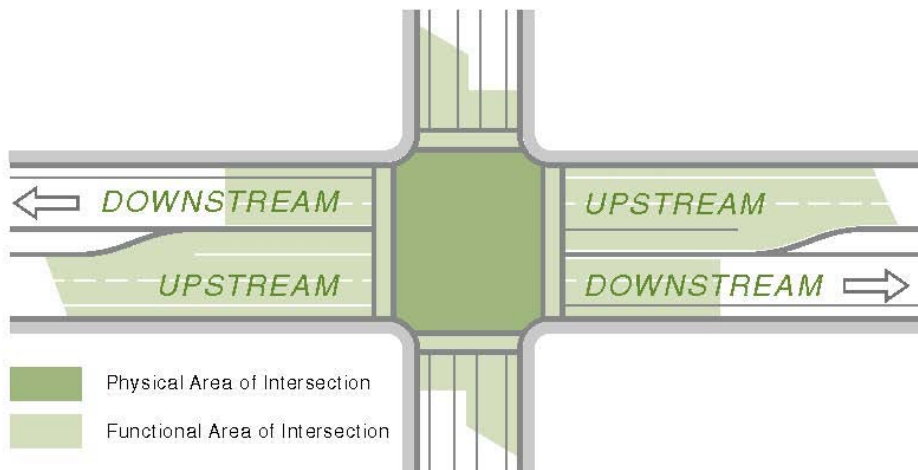 DOWNSTREAM
UPSTREAM
UPSTREAM
DOWNSTREAM
Physical Area of Intersection
Functional Area of Intersection